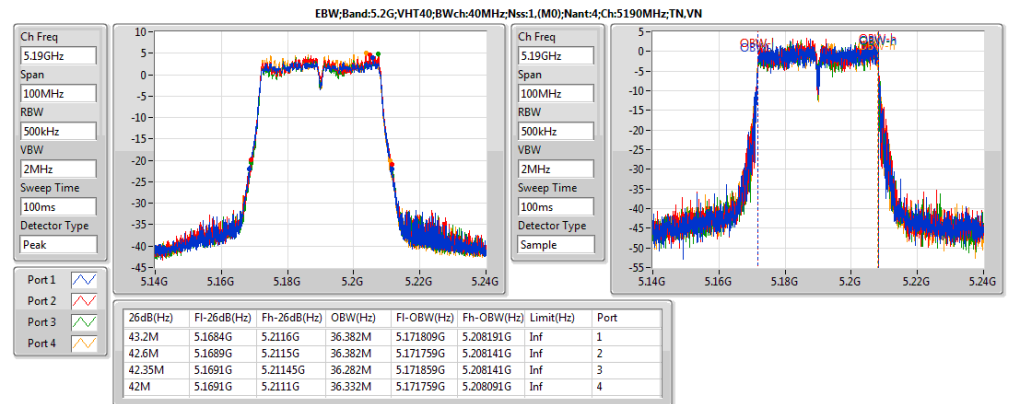 EBW;Band:5.2G;VHT40;BWch:40MHz;Nss:1,(M0);Nant:4;Ch:5190MHz;TN,VN
Ch Freq
5.19GHz
Span
100MHz
RBW
500kHz
VBW
2MHz
Sweep Time
100ms
Detector Type
Peak
10
5
0
-5
-10
-15
-20
-25
-30
-35
-40
-45
5.14G 5.16G 5.18G 5.2G 5.22G 5.24G
Ch Freq
5.19GHz
Span
100MHz
RBW
500kHz
VBW
2MHz
Sweep Time
100ms
Detector Type
Sample
5
0
-5
-10
-15
-20
-25
-30
-35
-40
-45
-50
-55
OBW-h
5.14G 5.16G 5.18G 5.2G 5.22G 5.24G
Port 1
Port 2
Port 3
Port 4
26dB(Hz) Fl-26dB(Hz) Fh-26dB(Hz) OBW(Hz) Fl-OBW(Hz) Fh-OBW(Hz) Limit(Hz) Port
43.2M 5.1684G 5.2116G 36.382M 5.171809G 5.208191G Inf 1
42.6M 5.1689G 5.2115G 36.382M 5.171759G 5.208141G Inf 2
42.35M 5.1691G 5.21145G 36.282M 5.171859G 5.208141G Inf 3
42M 5.1691G 5.2111G 36.332M 5.171759G 5.208091G Inf 4